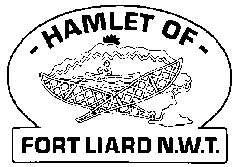 - HAMLET OF -
FORT LIARD N.W.T.